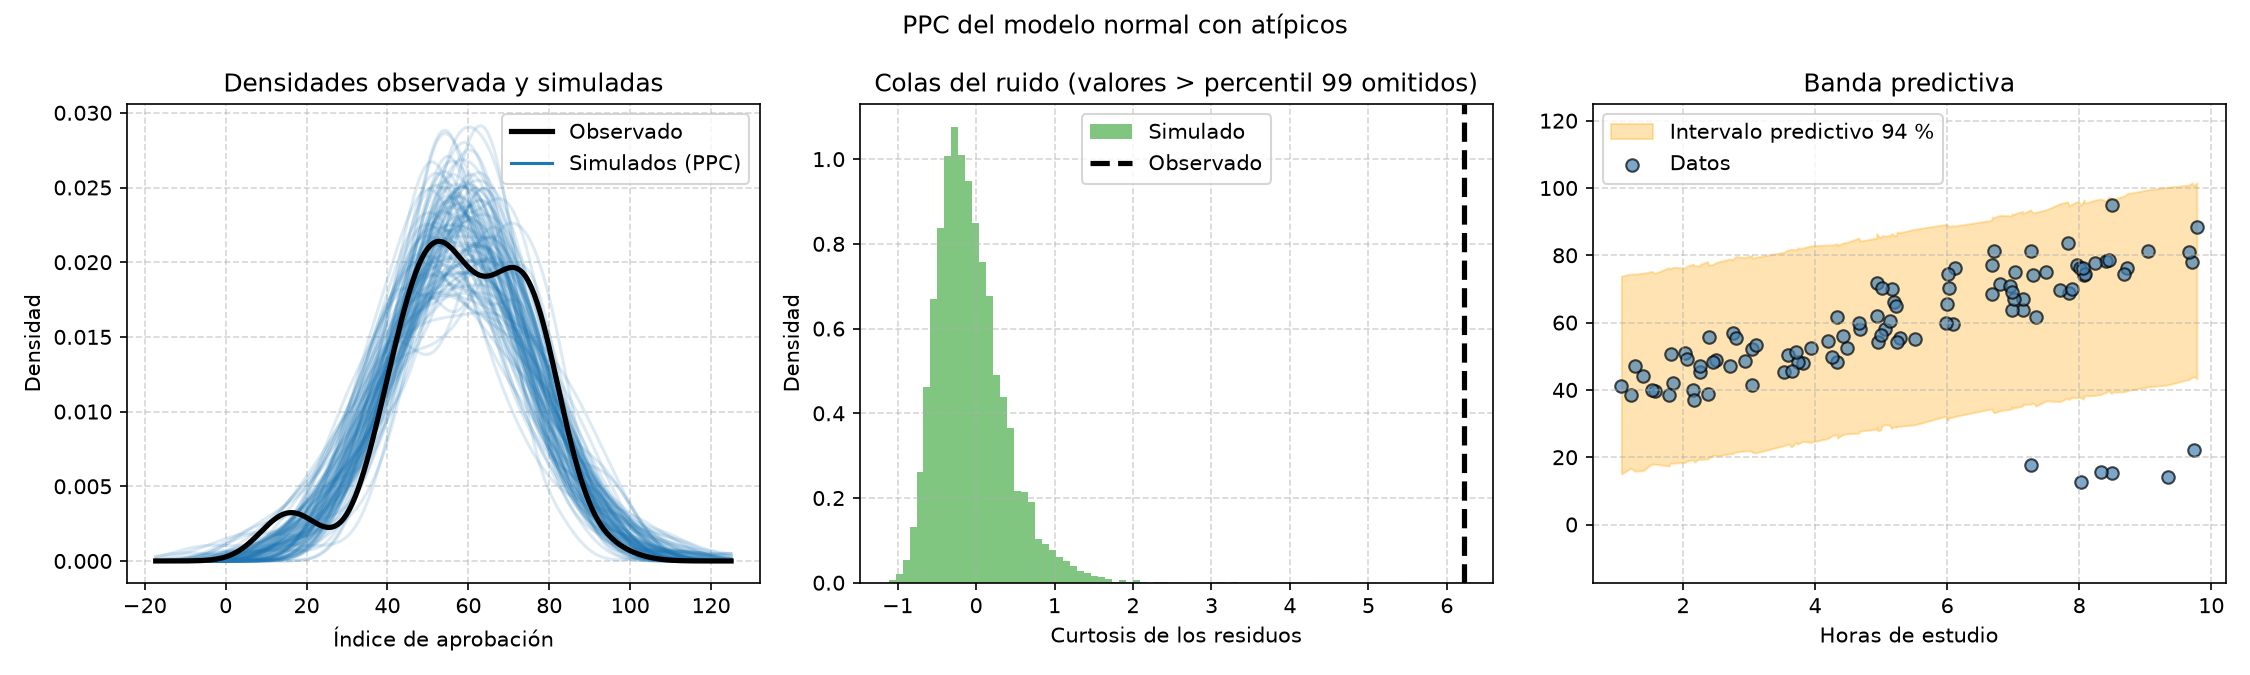 PPC del modelo normal con atípicos
Densidades observada y simuladas
0.030
0.025
0.020
0.015
0.010
0.005
0.000
Densidad
Observado
Simulados (PPC)
−20
0
20
40
60
80
100
120
Índice de aprobación
Colas del ruido (valores > percentil 99 omitidos)
1.0
0.8
0.6
0.4
0.2
0.0
Densidad
Simulado
Observado
−1
0
1
2
3
4
5
6
Curtosis de los residuos
Banda predictiva
120
100
80
60
40
20
0
Intervalo predictivo 94 %
Datos
2
4
6
8
10
Horas de estudio